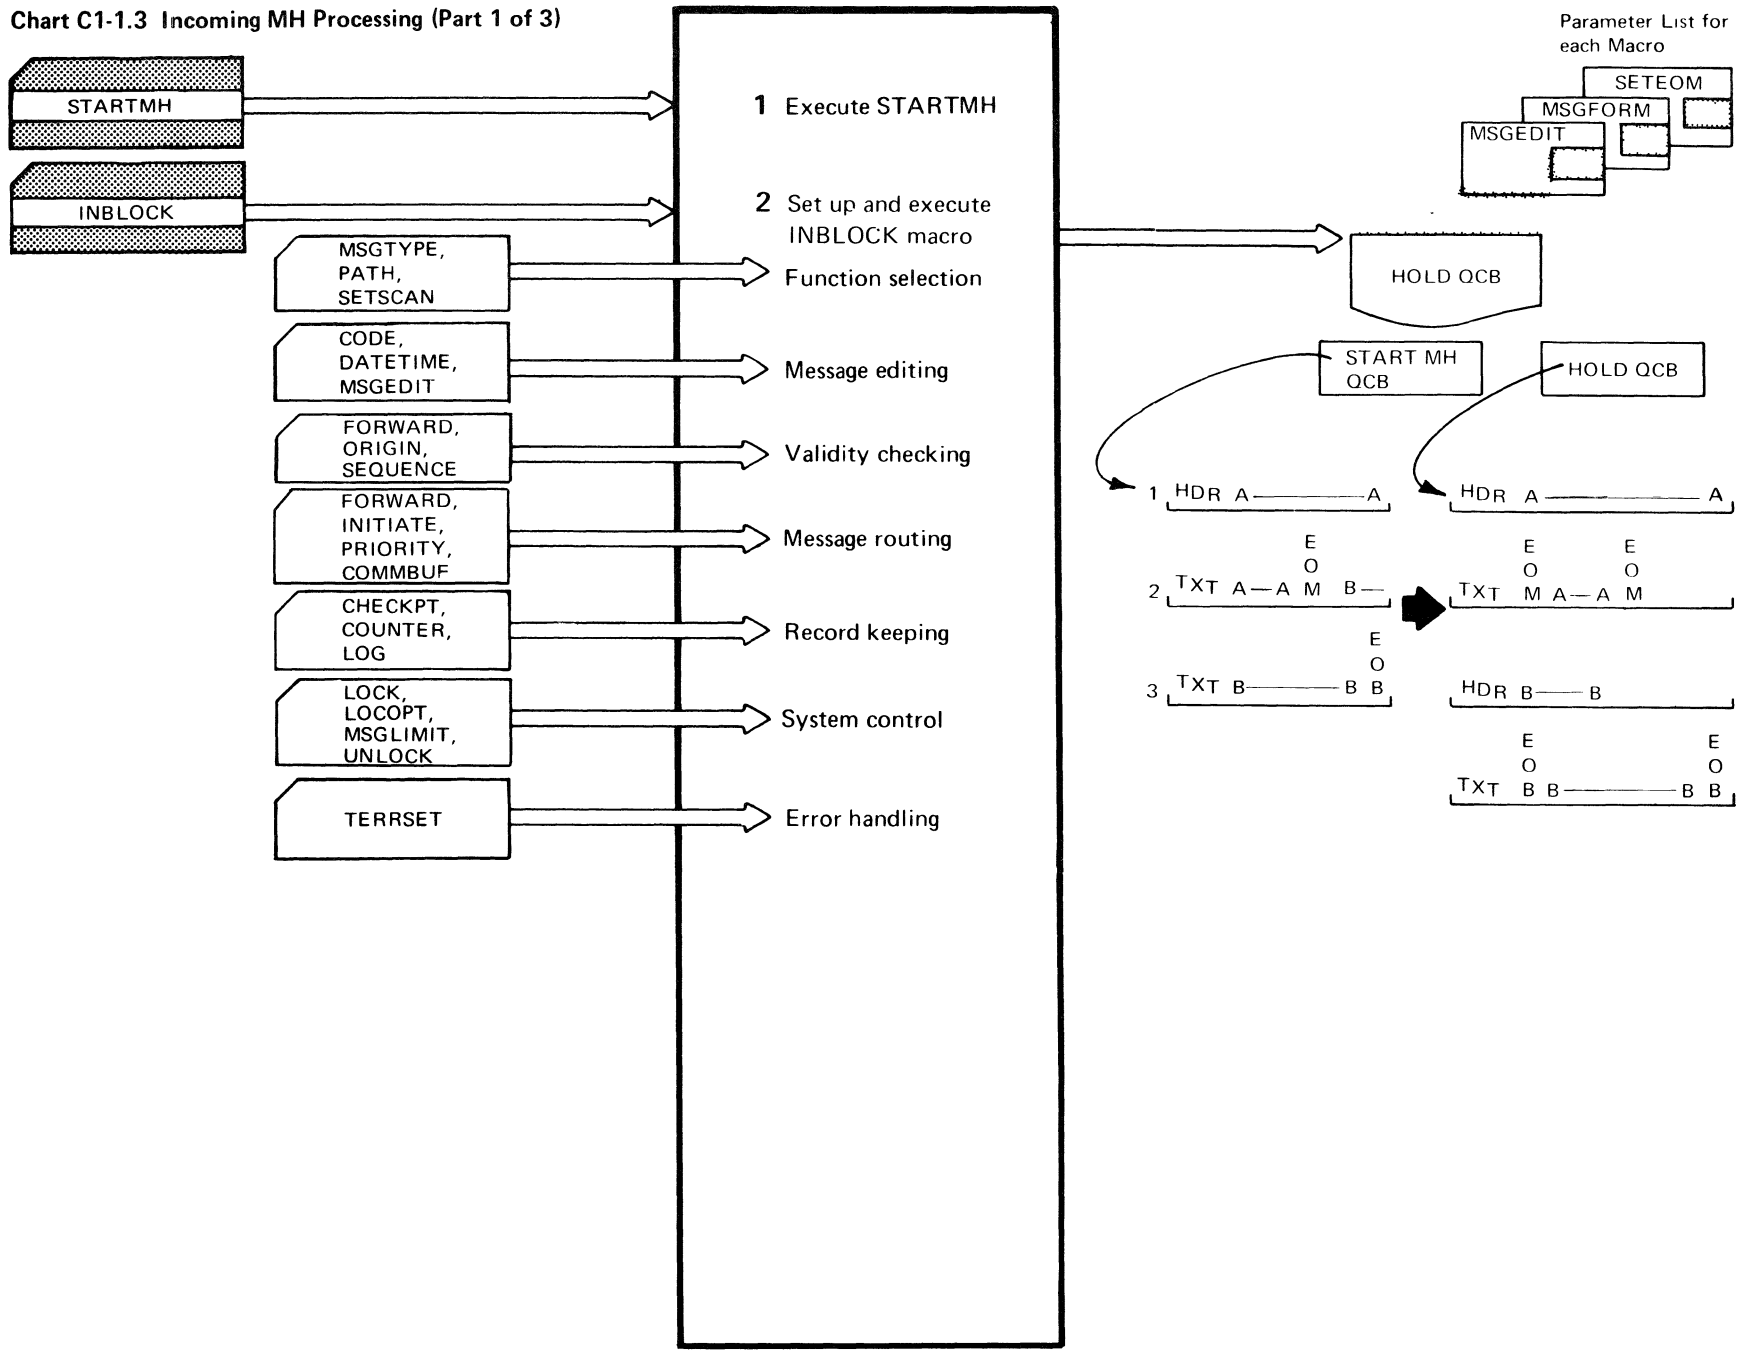 Chart C1-1.3 Incoming MH Processing (Part 1 of 3)
STARTMH
INBLOCK
MSGTYPE,
PATH,
SETSCAN
CODE,
DATETIME,
MSGEDIT
FORWARD,
ORIGIN,
SEQUENCE
FORWARD,
INITIATE,
PRIORITY,
COMMBUF
CHECKPT,
COUNTER,
LOG
LOCK,
LOCOPT,
MSGLIMIT,
UNLOCK
TERRSET
1 Execute STARTMH
2 Set up and execute
INBLOCK macro
Function selection
Message editing
Validity checking
Message routing
Record keeping
System control
Error handling
Parameter List for
each Macro
SETEOM
MSGFORM
MSGEDIT
HOLD QCB
START MH
QCB
HOLD QCB
1 HDR A A
E
O
2 TXT A—A M B—
E
O
3 TXT B B B
HDR A A
E E
O O
TXT M A—A M
HDR B B
E E
O O
TXT B B B B